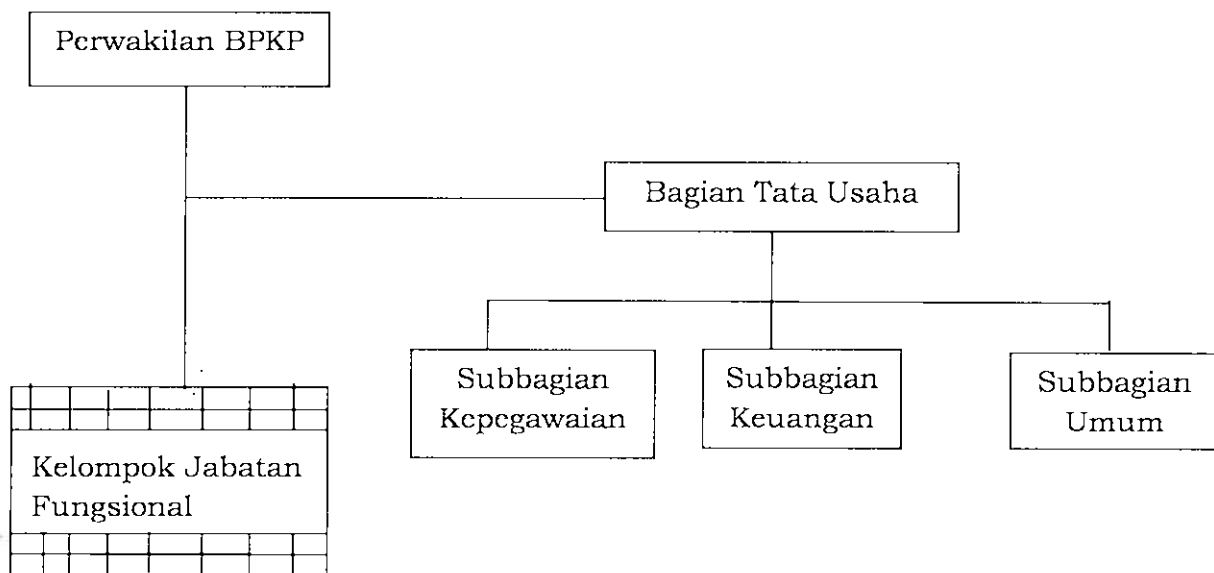 Perwakilan BPKP
Bagian Tata Usaha
Subbagian
Kepegawaian
Subbagian
Keuangan
Subbagian
Umum
Kelompok Jabatan
Fungsional